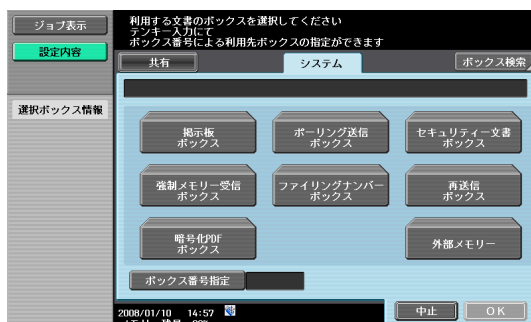 ジョブ表示
設定内容
選択ボックス情報
利用する文書のボックスを選択してください
テンキー入力にて
ボックス番号による利用先ボックスの指定ができます
共有
システム
ボックス検索
掲示板
ボックス
ポーリング送信
ボックス
セキュリティー文書
ボックス
強制メモリー受信
ボックス
ファイリングナンバー
ボックス
再送信
ボックス
暗号化PDF
ボックス
外部メモリー
ボックス番号指定
2008/01/10 14:57
中止
OK